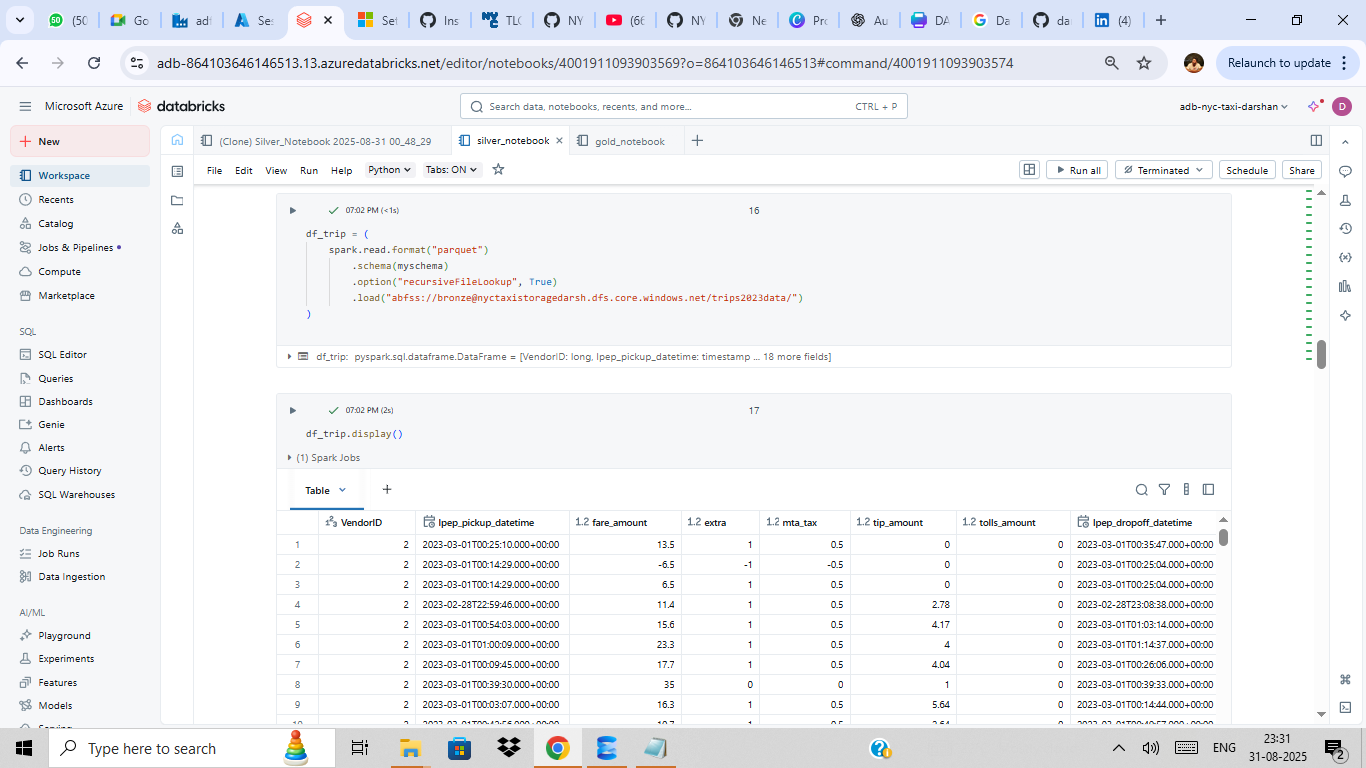 (50
Go
adf
Ses
Set
Ins
TLC
NY
(66
NY
Ne
Pro
Au
DA
Da
da
(4)
adb-864103646146513.13.azuredatabricks.net/editor/notebooks/4001911093903569?o=864103646146513#command/4001911093903574
Relaunch to update
Microsoft Azure
databricks
Search data, notebooks, recents, and more...
CTRL + P
adb-nyc-taxi-darshan
D
New
(Clone) Silver_Notebook 2025-08-31 00_48_29
silver_notebook
gold_notebook
File Edit View Run Help Python Tabs: ON
Run all
Terminated
Schedule
Share
Workspace
Recents
Catalog
Jobs & Pipelines
Compute
Marketplace
SQL
SQL Editor
Queries
Dashboards
Genie
Alerts
Query History
SQL Warehouses
Data Engineering
Job Runs
Data Ingestion
AI/ML
Playground
Experiments
Features
Models
Serving
07:02 PM (<1s)
16
df_trip = (
spark.read.format("parquet")
.schema(myschema)
.option("recursiveFileLookup", True)
.load("abfss://bronze@nyctaxistoragedarsh.dfs.core.windows.net/trips2023data/")
)
df_trip: pyspark.sql.dataframe.DataFrame = [VendorID: long, lpep_pickup_datetime: timestamp ... 18 more fields]
07:02 PM (2s)
17
df_trip.display()
(1) Spark Jobs
Table
VendorID lpep_pickup_datetime 1.2 fare_amount 1.2 extra 1.2 mta_tax 1.2 tip_amount 1.2 tolls_amount lpep_dropoff_datetime
1 2 2023-03-01T00:25:10.000+00:00 13.5 1 0.5 0 0 2023-03-01T00:35:47.000+00:00
2 2 2023-03-01T00:14:29.000+00:00 -6.5 -1 -0.5 0 0 2023-03-01T00:25:04.000+00:00
3 2 2023-03-01T00:14:29.000+00:00 6.5 1 0.5 0 0 2023-03-01T00:25:04.000+00:00
4 2 2023-02-28T22:59:46.000+00:00 11.4 1 0.5 2.78 0 2023-02-28T23:08:38.000+00:00
5 2 2023-03-01T00:54:03.000+00:00 15.6 1 0.5 4.17 0 2023-03-01T01:03:14.000+00:00
6 2 2023-03-01T01:00:09.000+00:00 23.3 1 0.5 4 0 2023-03-01T01:14:37.000+00:00
7 2 2023-03-01T00:09:45.000+00:00 17.7 1 0.5 4.04 0 2023-03-01T00:26:06.000+00:00
8 2 2023-03-01T00:39:30.000+00:00 35 0 0 1 0 2023-03-01T00:39:33.000+00:00
9 2 2023-03-01T00:03:07.000+00:00 16.3 1 0.5 5.64 0 2023-03-01T00:14:44.000+00:00
Type here to search
ENG
23:31
31-08-2025
2